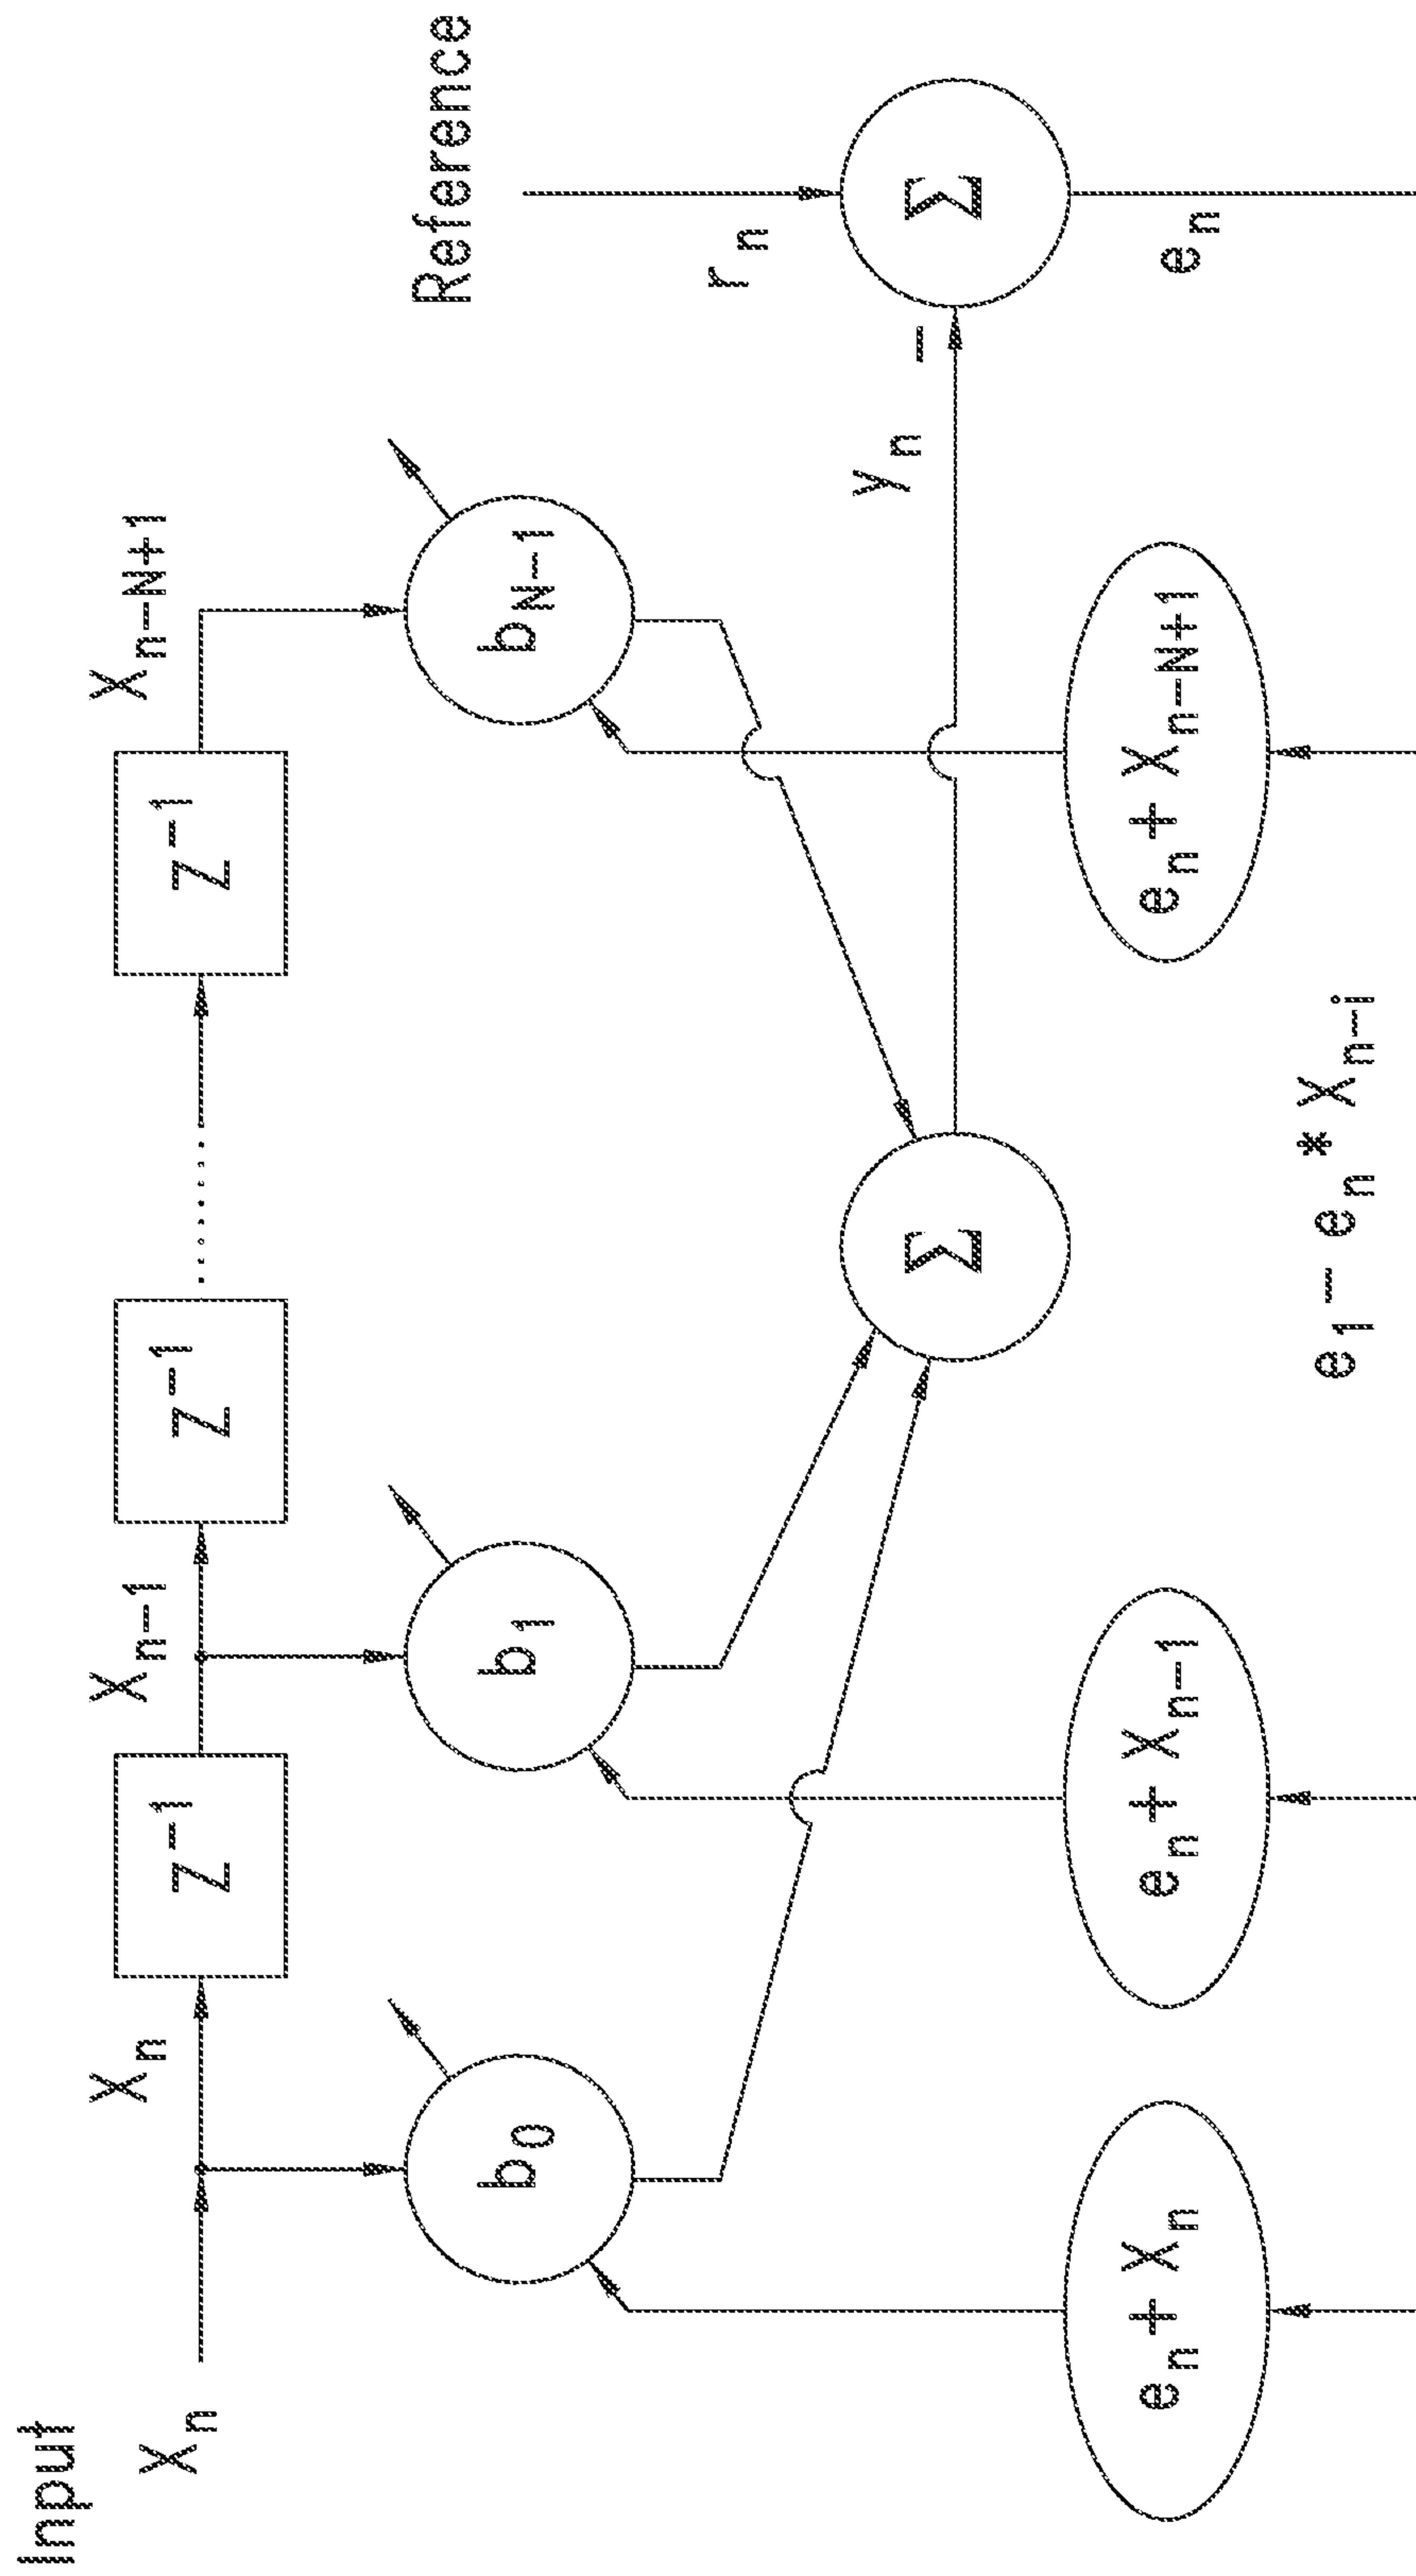 Input
Xₙ
Xₙ
Z⁻¹
Xₙ₋₁
Z⁻¹
........
Z⁻¹
Xₙ₋N₊₁
Reference
b₀
b₁
b_N−1
rₙ
Σ
yₙ −
Σ
eₙ
eₙ+ Xₙ
eₙ+ Xₙ₋₁
eₙ+ Xₙ₋N₊₁
e₁ − eₙ * Xₙ₋ᵢ